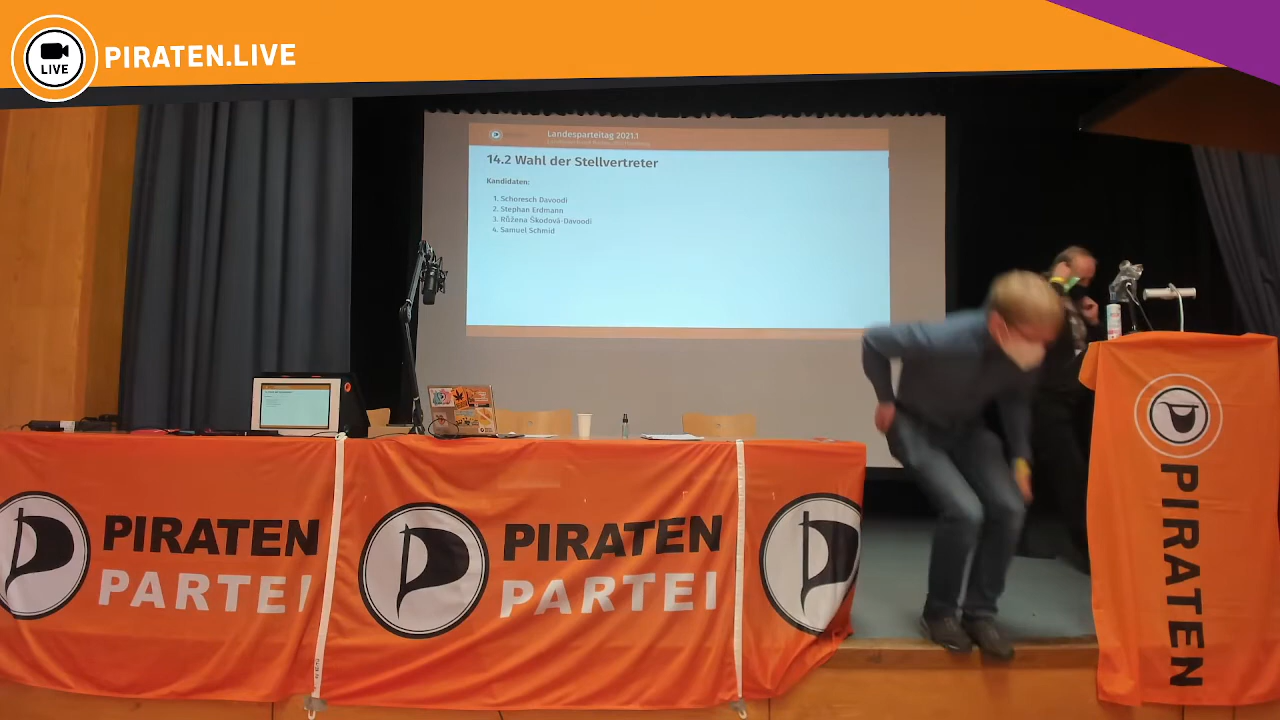 LIVE
PIRATEN.LIVE
Landesparteitag 2021.1
14.2 Wahl der Stellvertreter
Kandidaten:
1. Schoresch Davoodi
2. Stephan Erdmann
3. Růžena Škodová-Davoodi
4. Samuel Schmid
PIRATEN
PARTEI
PIRATEN
PARTEI
PIRATEN